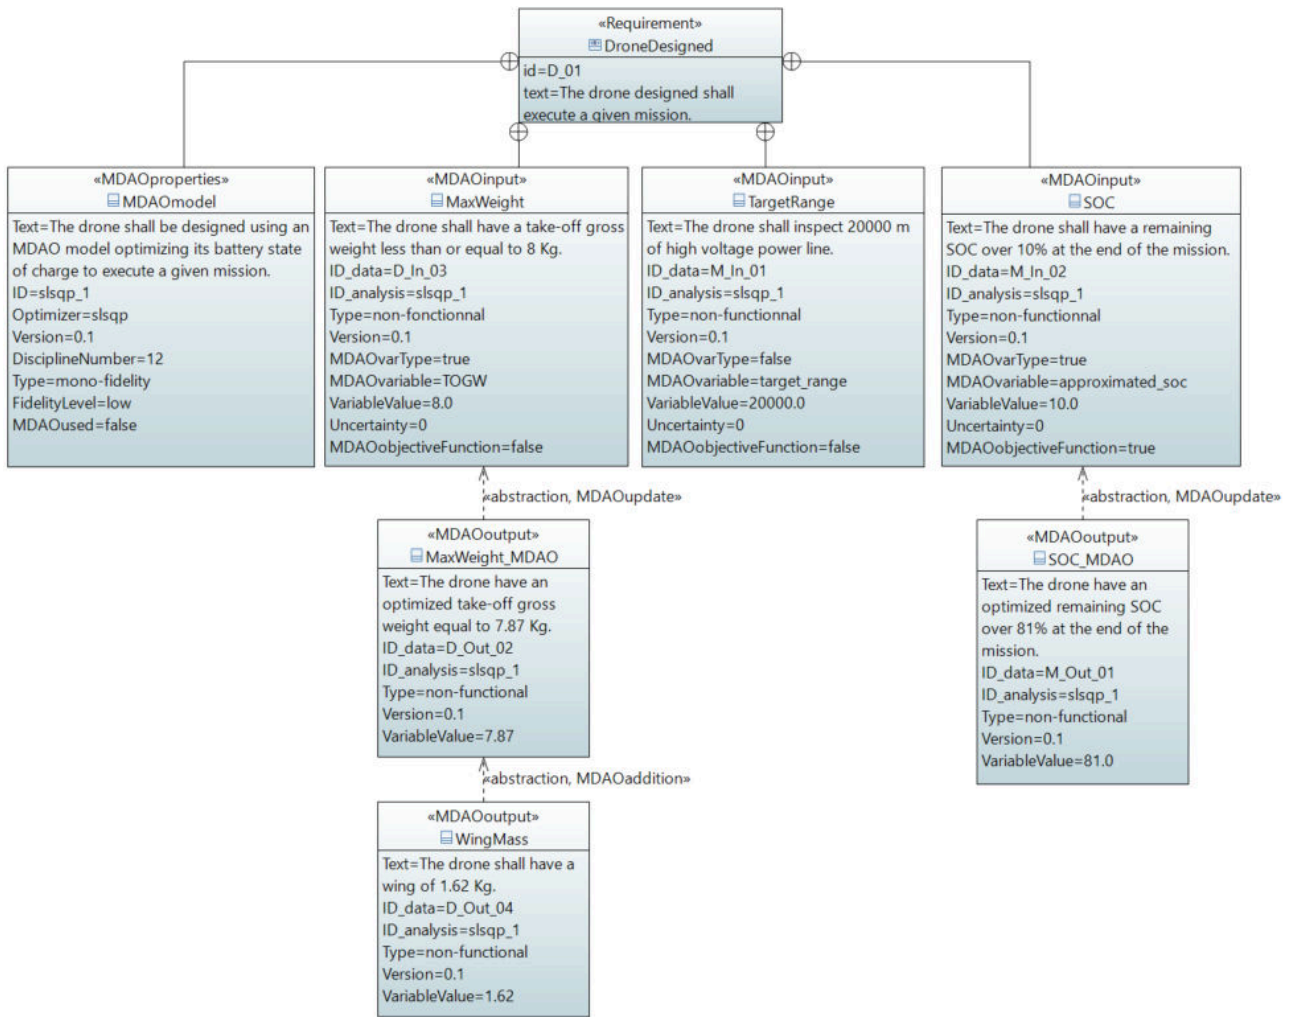 «Requirement»
DroneDesigned
id=D_01
text=The drone designed shall
execute a given mission.
«MDAOproperties»
MDAOmodel
Text=The drone shall be designed using an
MDAO model optimizing its battery state
of charge to execute a given mission.
ID=slsqp_1
Optimizer=slsqp
Version=0.1
DisciplineNumber=12
Type=mono-fidelity
FidelityLevel=low
MDAOused=false
«MDAOinput»
MaxWeight
Text=The drone shall have a take-off gross
weight less than or equal to 8 Kg.
ID_data=D_In_03
ID_analysis=slsqp_1
Type=non-fonctionnal
Version=0.1
MDAOvarType=true
MDAOvariable=TOGW
VariableValue=8.0
Uncertainty=0
MDAOobjectiveFunction=false
«MDAOinput»
TargetRange
Text=The drone shall inspect 20000 m
of high voltage power line.
ID_data=M_In_01
ID_analysis=slsqp_1
Type=non-functionnal
Version=0.1
MDAOvarType=false
MDAOvariable=target_range
VariableValue=20000.0
Uncertainty=0
MDAOobjectiveFunction=false
«MDAOinput»
SOC
Text=The drone shall have a remaining
SOC over 10% at the end of the mission.
ID_data=M_In_02
ID_analysis=slsqp_1
Type=non-functionnal
Version=0.1
MDAOvarType=true
MDAOvariable=approximated_soc
VariableValue=10.0
Uncertainty=0
MDAOobjectiveFunction=true
«abstraction, MDAOupdate»
«abstraction, MDAOupdate»
«MDAOoutput»
MaxWeight_MDAO
Text=The drone have an
optimized take-off gross
weight equal to 7.87 Kg.
ID_data=D_Out_02
ID_analysis=slsqp_1
Type=non-functional
Version=0.1
VariableValue=7.87
«MDAOoutput»
SOC_MDAO
Text=The drone have an
optimized remaining SOC
over 81% at the end of the
mission.
ID_data=M_Out_01
ID_analysis=slsqp_1
Type=non-functional
Version=0.1
VariableValue=81.0
«abstraction, MDAOaddition»
«MDAOoutput»
WingMass
Text=The drone shall have a
wing of 1.62 Kg.
ID_data=D_Out_04
ID_analysis=slsqp_1
Type=non-functional
Version=0.1
VariableValue=1.62